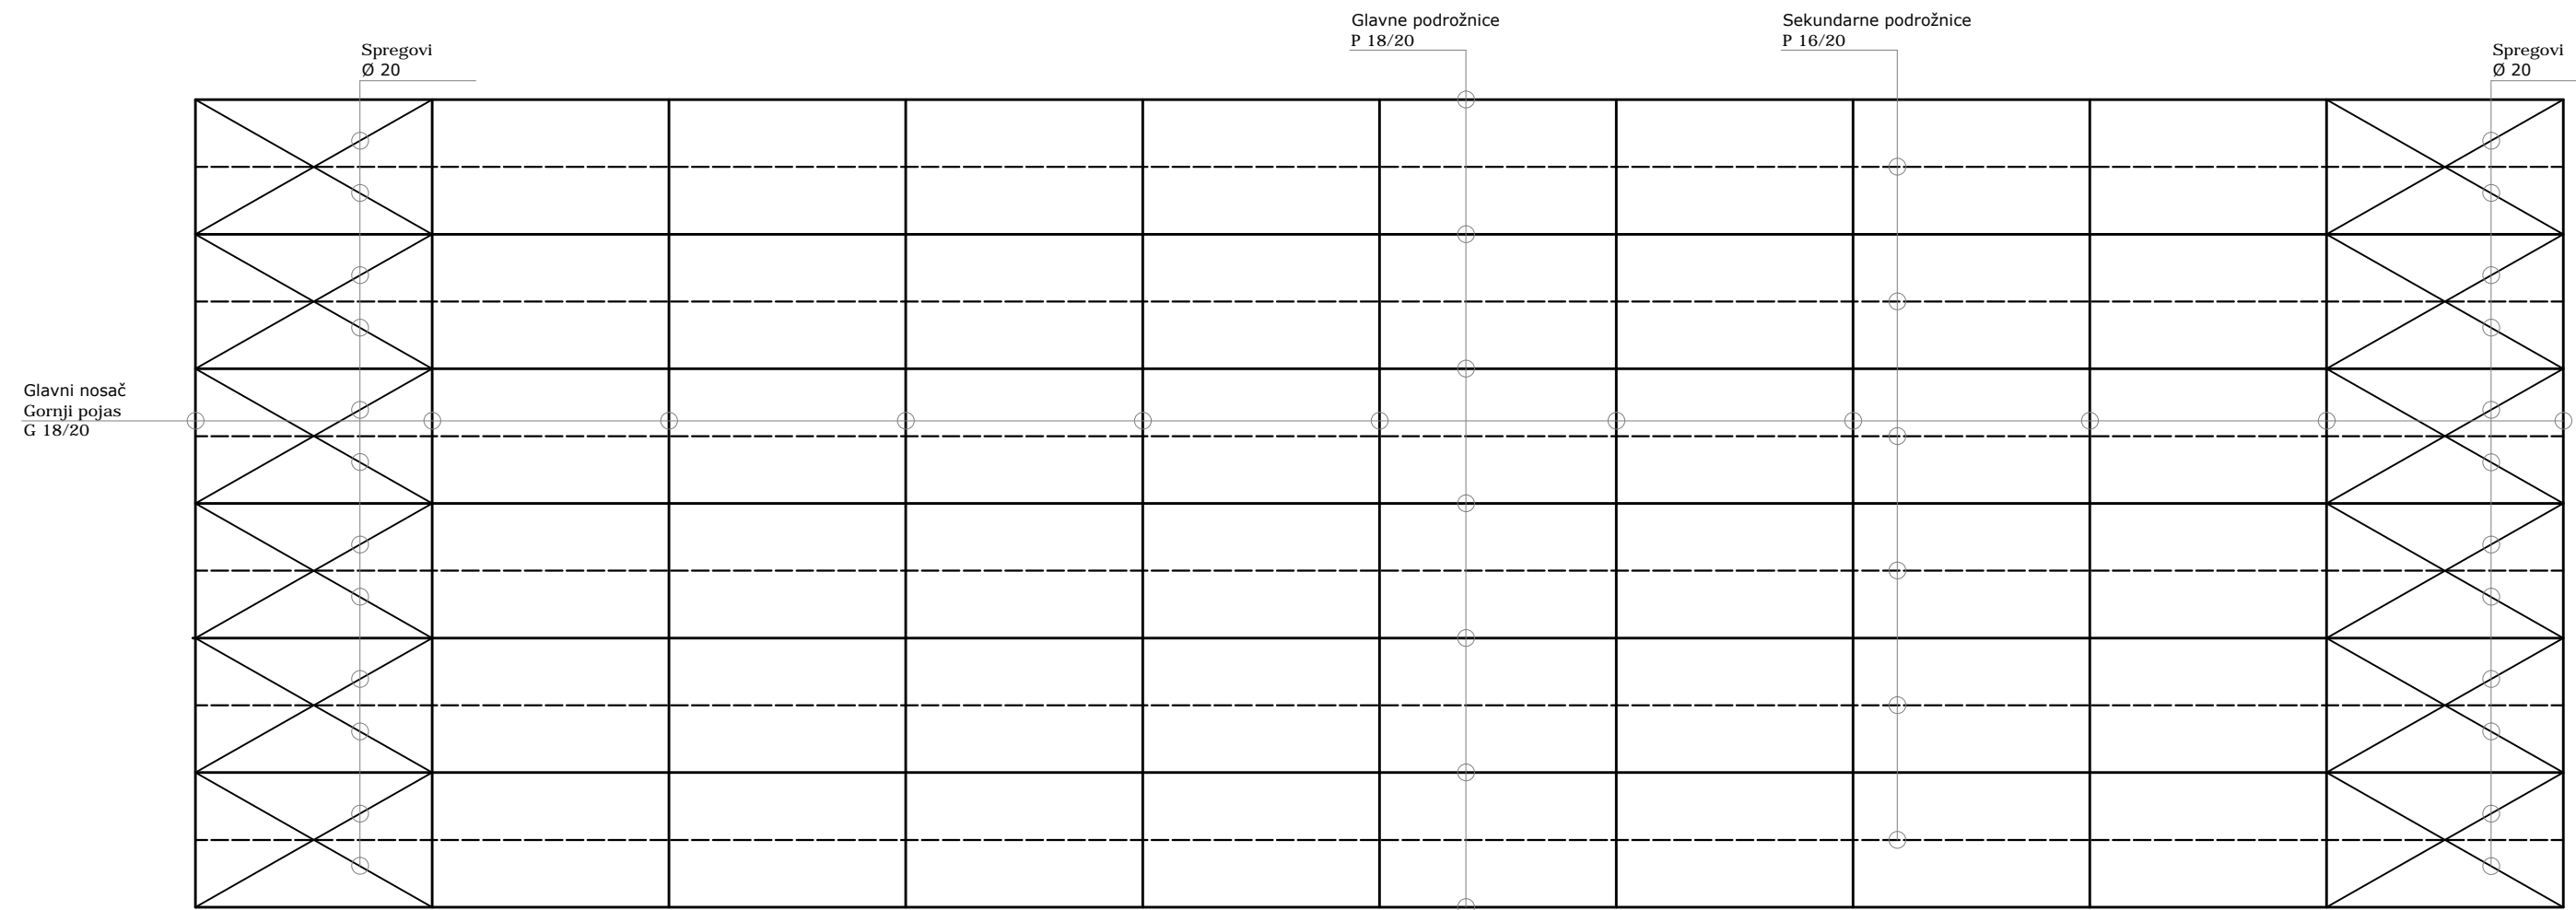 Glavne podrožnice
P 18/20
Sekundarne podrožnice
P 16/20
Spregovi
Ø 20
Spregovi
Ø 20
Glavni nosač
Gornji pojas
G 18/20